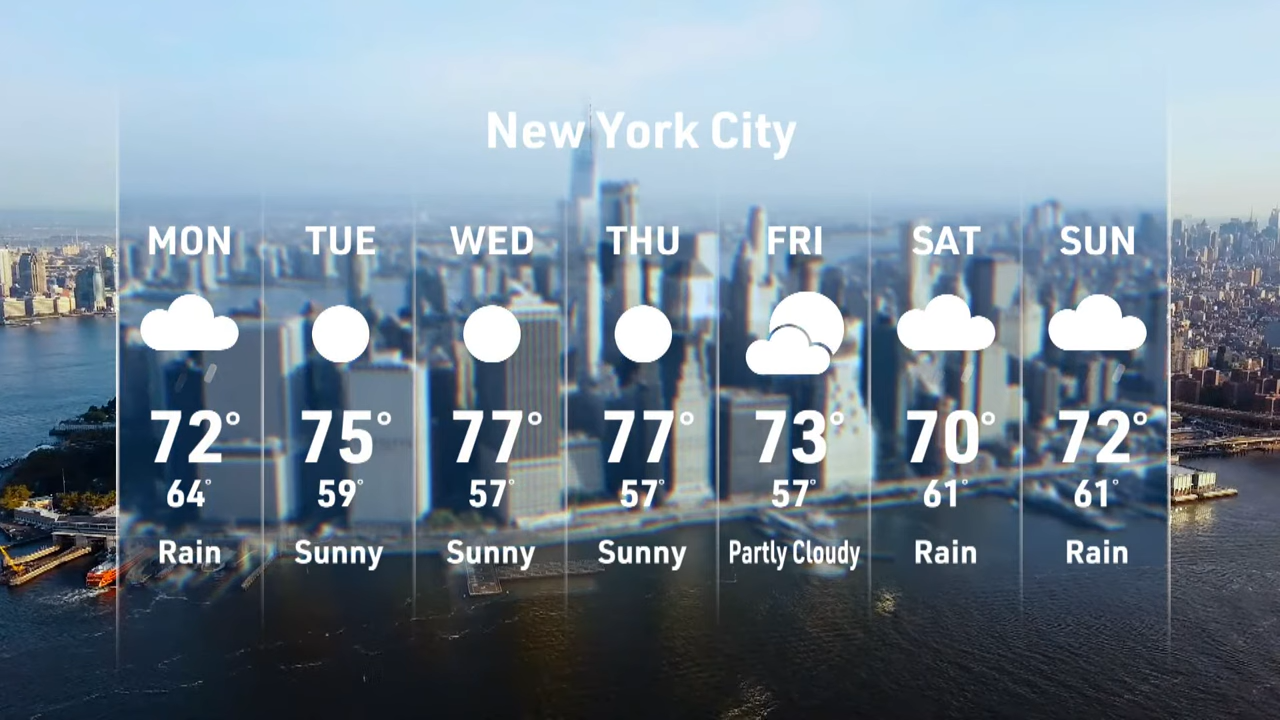 New York City
MON TUE WED THU FRI SAT SUN
72° 75° 77° 77° 73° 70° 72°
64° 59° 57° 57° 57° 61° 61°
Rain Sunny Sunny Sunny Partly Cloudy Rain Rain